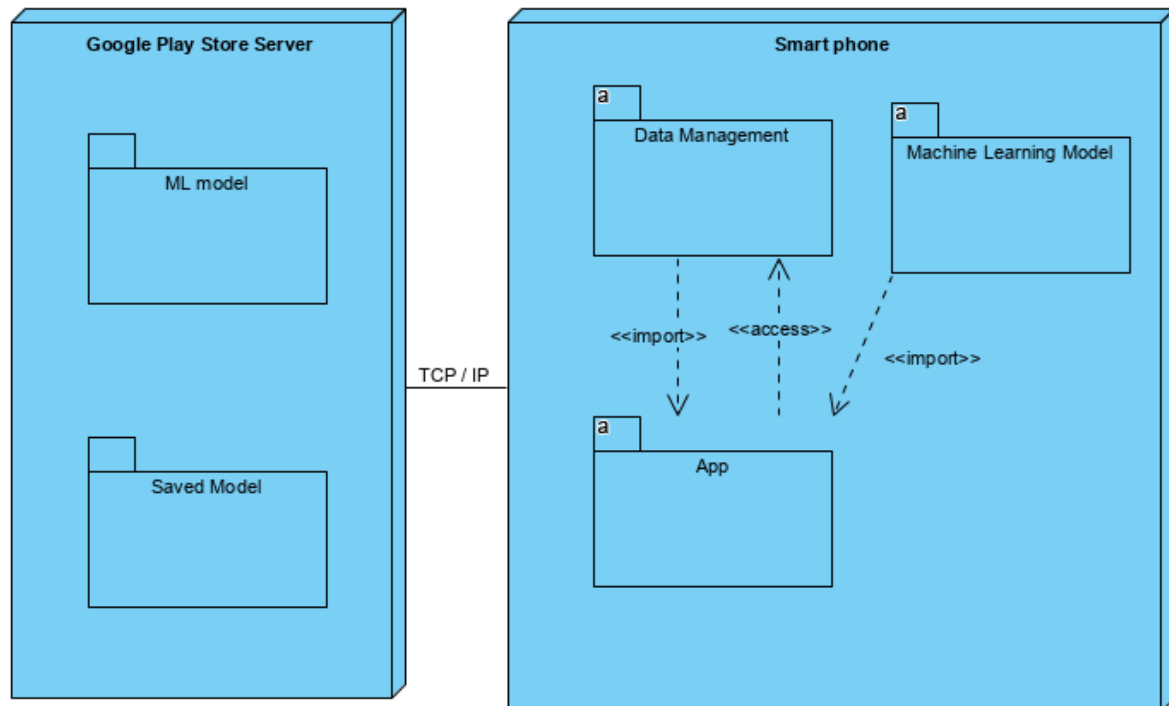 Google Play Store Server
ML model
Saved Model
TCP / IP
Smart phone
a
Data Management
a
Machine Learning Model
<<import>>
<<access>>
<<import>>
a
App